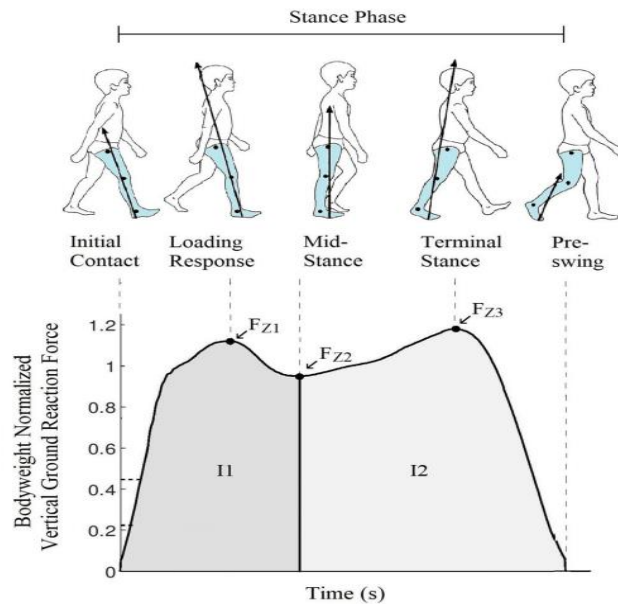 Stance Phase
Initial
Contact
Loading
Response
Mid-
Stance
Terminal
Stance
Pre-
swing
Bodyweight Normalized
Vertical Ground Reaction Force
1.2
1
0.8
0.6
0.4
0.2
0
FZ1
FZ2
FZ3
I1
I2
Time (s)